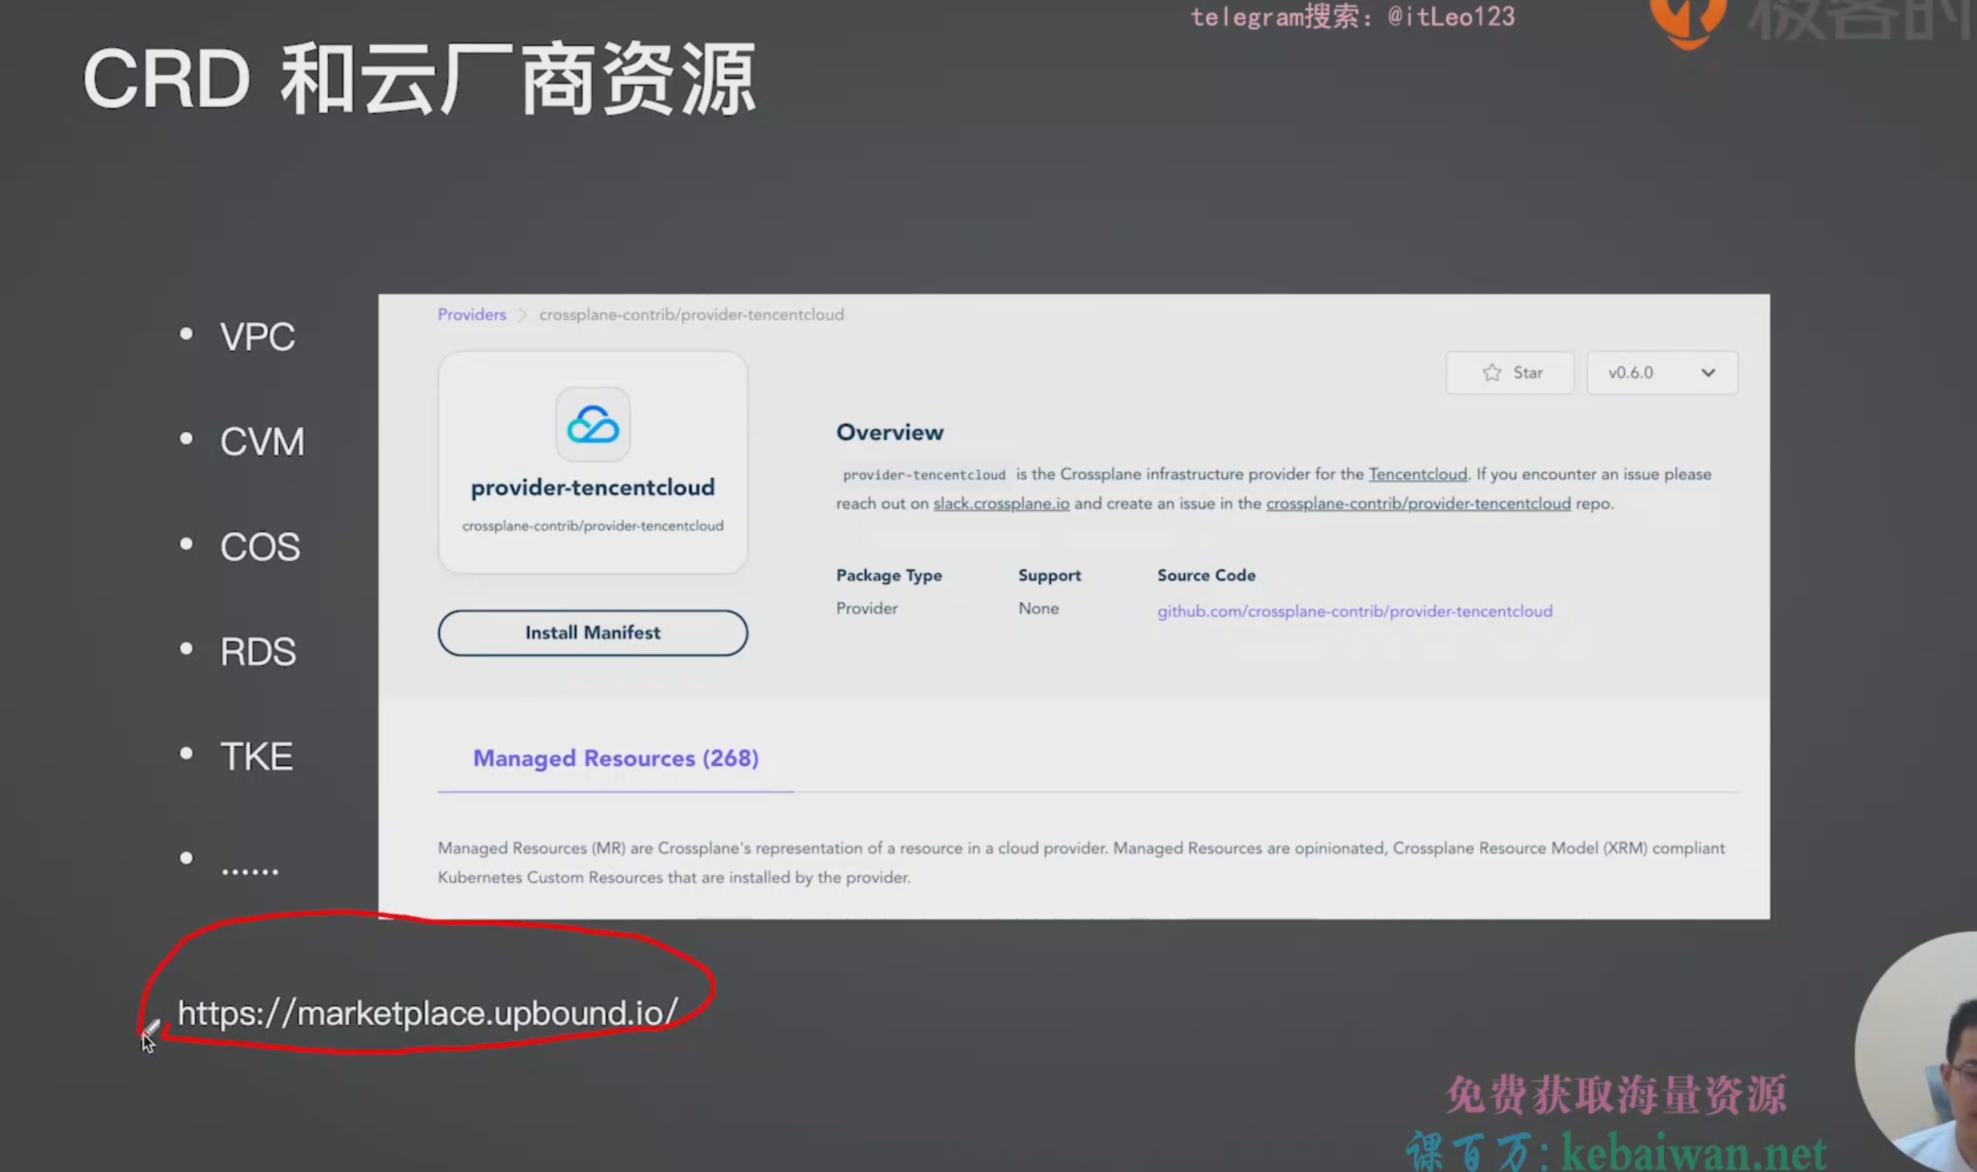 telegram搜索：@itLeo123
极客时
CRD 和云厂商资源
• VPC
• CVM
• COS
• RDS
• TKE
• ......
https://marketplace.upbound.io/
Providers > crossplane-contrib/provider-tencentcloud
provider-tencentcloud
crossplane-contrib/provider-tencentcloud
Install Manifest
Star
v0.6.0
Overview
provider-tencentcloud is the Crossplane infrastructure provider for the Tencentcloud. If you encounter an issue please
reach out on slack.crossplane.io and create an issue in the crossplane-contrib/provider-tencentcloud repo.
Package Type Support Source Code
Provider None github.com/crossplane-contrib/provider-tencentcloud
Managed Resources (268)
Managed Resources (MR) are Crossplane's representation of a resource in a cloud provider. Managed Resources are opinionated, Crossplane Resource Model (XRM) compliant
Kubernetes Custom Resources that are installed by the provider.
免费获取海量资源
课百万：kebaiwan.net